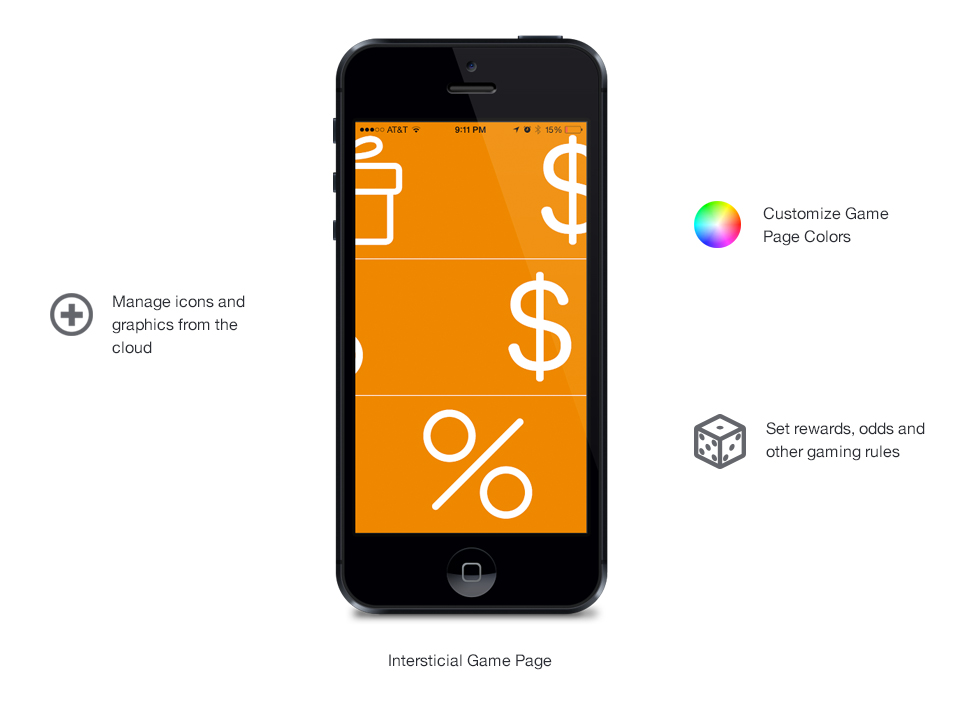 AT&T 9:11 PM 15%
$
$
%
Customize Game
Page Colors
Manage icons and
graphics from the
cloud
Set rewards, odds and
other gaming rules
Intersticial Game Page